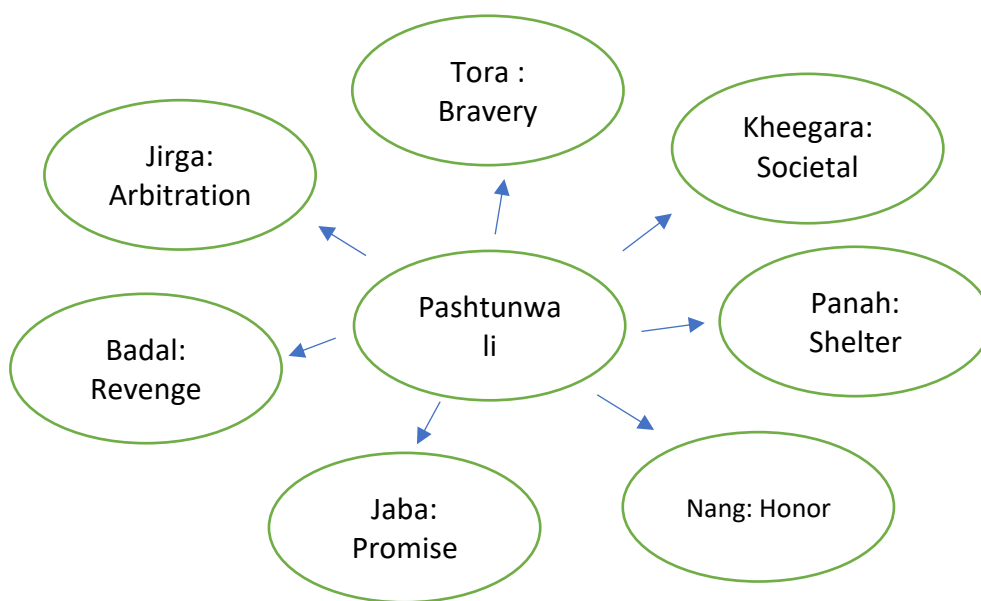 Tora :
Bravery
Kheegara:
Societal
Jirga:
Arbitration
Pashtunwa
li
Panah:
Shelter
Badal:
Revenge
Nang: Honor
Jaba:
Promise